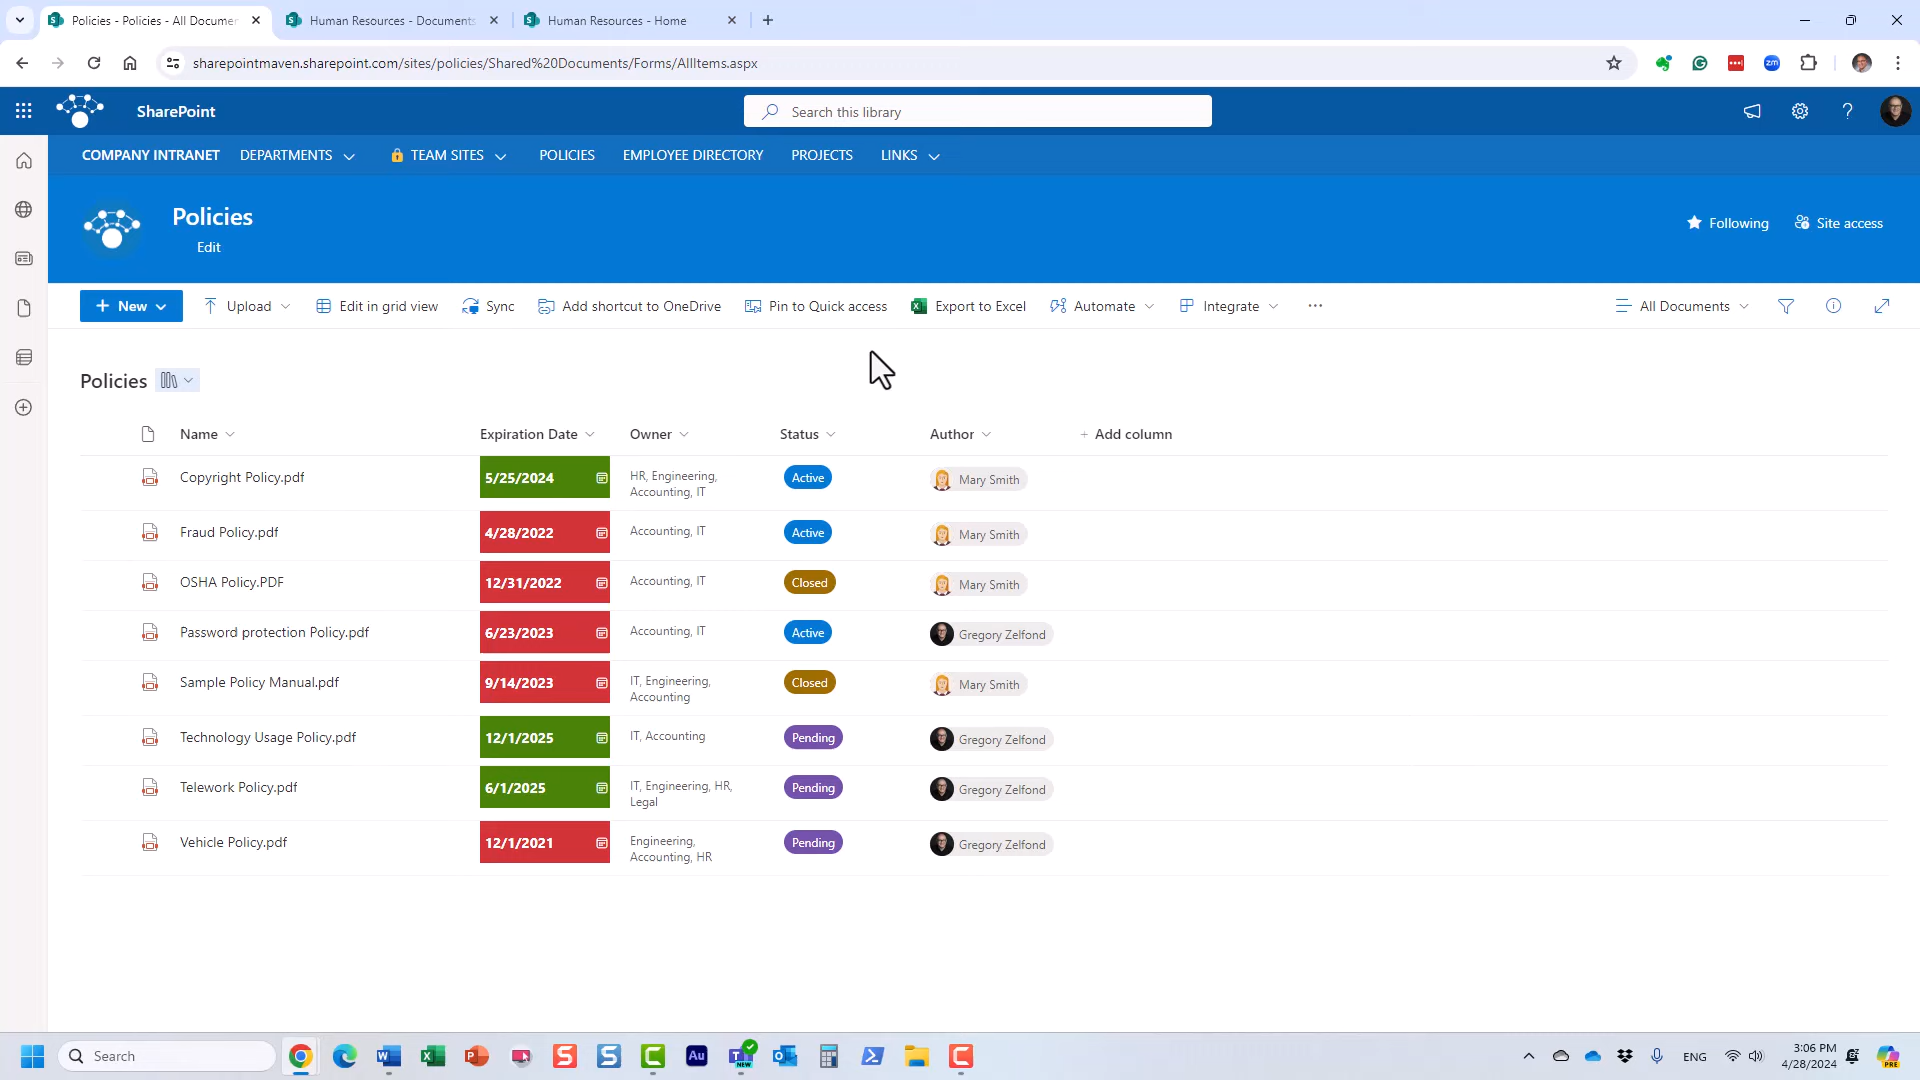 Policies - Policies - All Documen
Human Resources - Documents
Human Resources - Home
sharepointmaven.sharepoint.com/sites/policies/Shared%20Documents/Forms/AllItems.aspx
SharePoint
Search this library
COMPANY INTRANET DEPARTMENTS TEAM SITES POLICIES EMPLOYEE DIRECTORY PROJECTS LINKS
Policies
Edit
Following Site access
+ New Upload Edit in grid view Sync Add shortcut to OneDrive Pin to Quick access Export to Excel Automate Integrate ... All Documents
Policies
Name Expiration Date Owner Status Author + Add column
Copyright Policy.pdf 5/25/2024 HR, Engineering, Active Mary Smith
Accounting, IT
Fraud Policy.pdf 4/28/2022 Accounting, IT Active Mary Smith
OSHA Policy.PDF 12/31/2022 Accounting, IT Closed Mary Smith
Password protection Policy.pdf 6/23/2023 Accounting, IT Active Gregory Zelfond
Sample Policy Manual.pdf 9/14/2023 IT, Engineering, Closed Mary Smith
Accounting
Technology Usage Policy.pdf 12/1/2025 IT, Accounting Pending Gregory Zelfond
Telework Policy.pdf 6/1/2025 IT, Engineering, HR, Pending Gregory Zelfond
Legal
Vehicle Policy.pdf 12/1/2021 Engineering, Pending Gregory Zelfond
Accounting, HR
Search
ENG
3:06 PM
4/28/2024